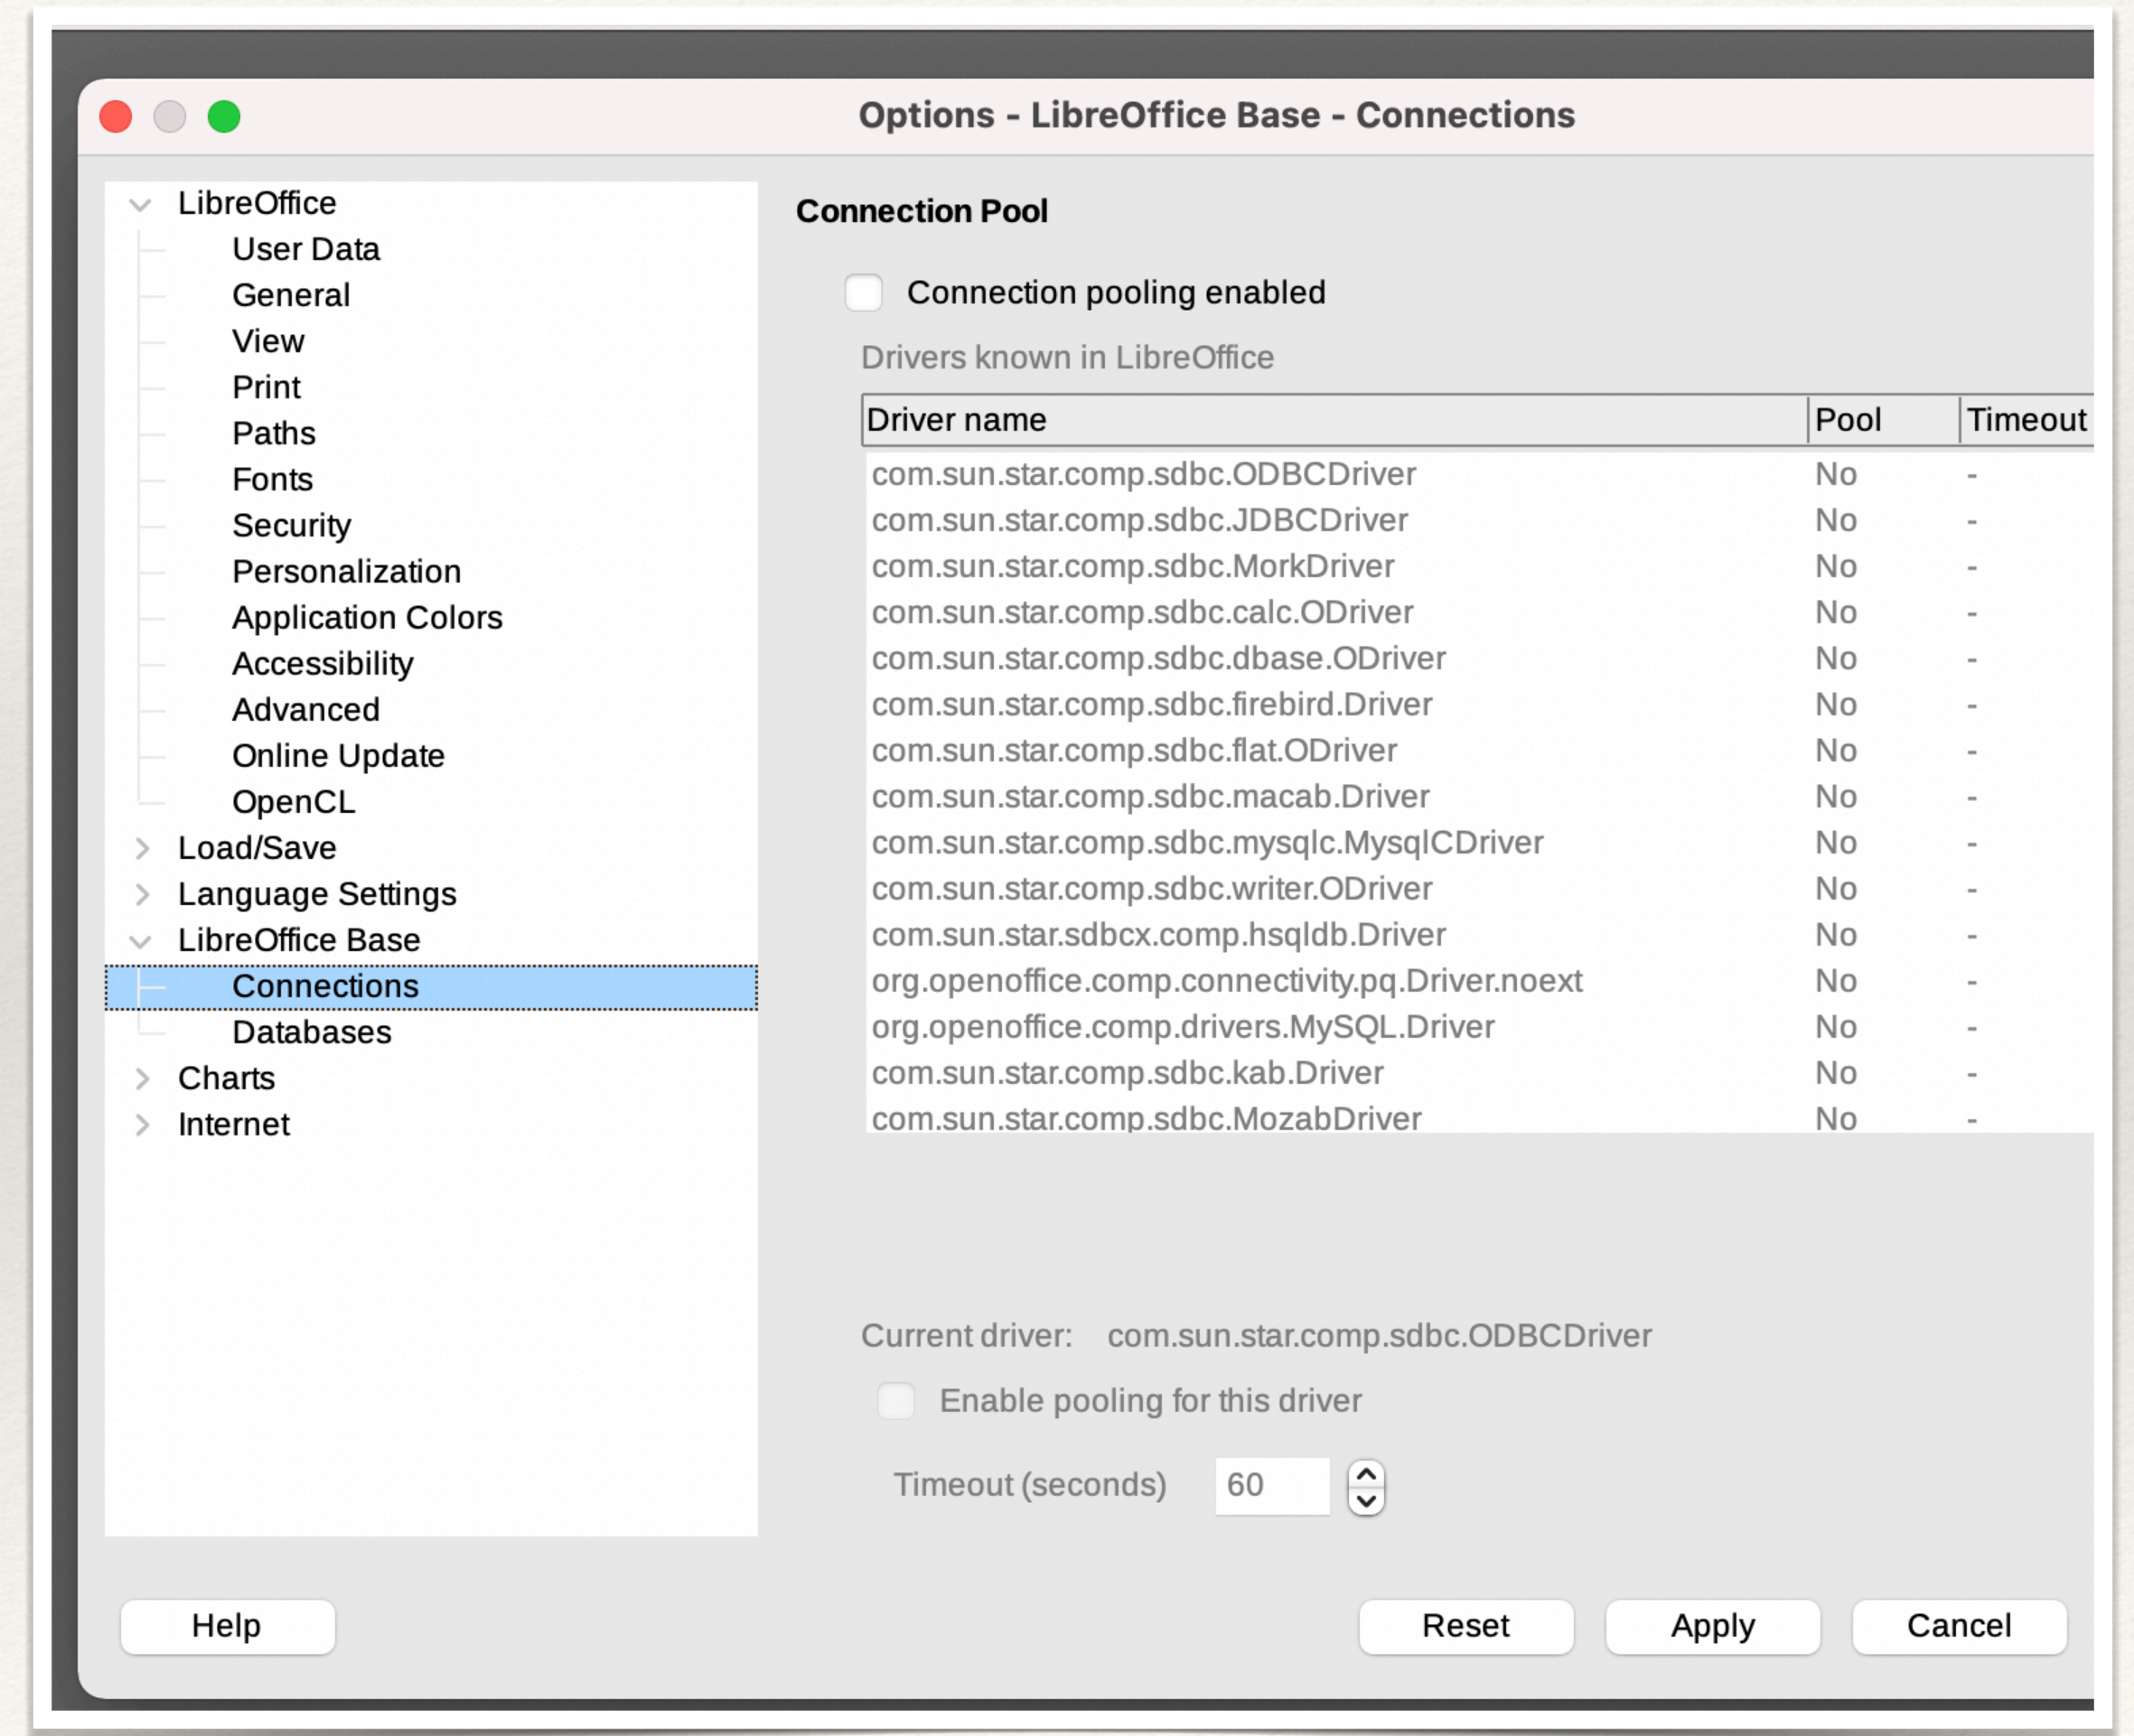 Options - LibreOffice Base - Connections
LibreOffice
User Data
General
View
Print
Paths
Fonts
Security
Personalization
Application Colors
Accessibility
Advanced
Online Update
OpenCL
Load/Save
Language Settings
LibreOffice Base
Connections
Databases
Charts
Internet
Connection Pool
Connection pooling enabled
Drivers known in LibreOffice
Driver name Pool Timeout
com.sun.star.comp.sdbc.ODBCDriver No -
com.sun.star.comp.sdbc.JDBCDriver No -
com.sun.star.comp.sdbc.MorkDriver No -
com.sun.star.comp.sdbc.calc.ODriver No -
com.sun.star.comp.sdbc.dbase.ODriver No -
com.sun.star.comp.sdbc.firebird.Driver No -
com.sun.star.comp.sdbc.flat.ODriver No -
com.sun.star.comp.sdbc.macab.Driver No -
com.sun.star.comp.sdbc.mysqlc.MysqlCDriver No -
com.sun.star.comp.sdbc.writer.ODriver No -
com.sun.star.sdbcx.comp.hsqldb.Driver No -
org.openoffice.comp.connectivity.pq.Driver.noext No -
org.openoffice.comp.drivers.MySQL.Driver No -
com.sun.star.comp.sdbc.kab.Driver No -
com.sun.star.comp.sdbc.MozabDriver No -
Current driver: com.sun.star.comp.sdbc.ODBCDriver
Enable pooling for this driver
Timeout (seconds) 60
Help Reset Apply Cancel